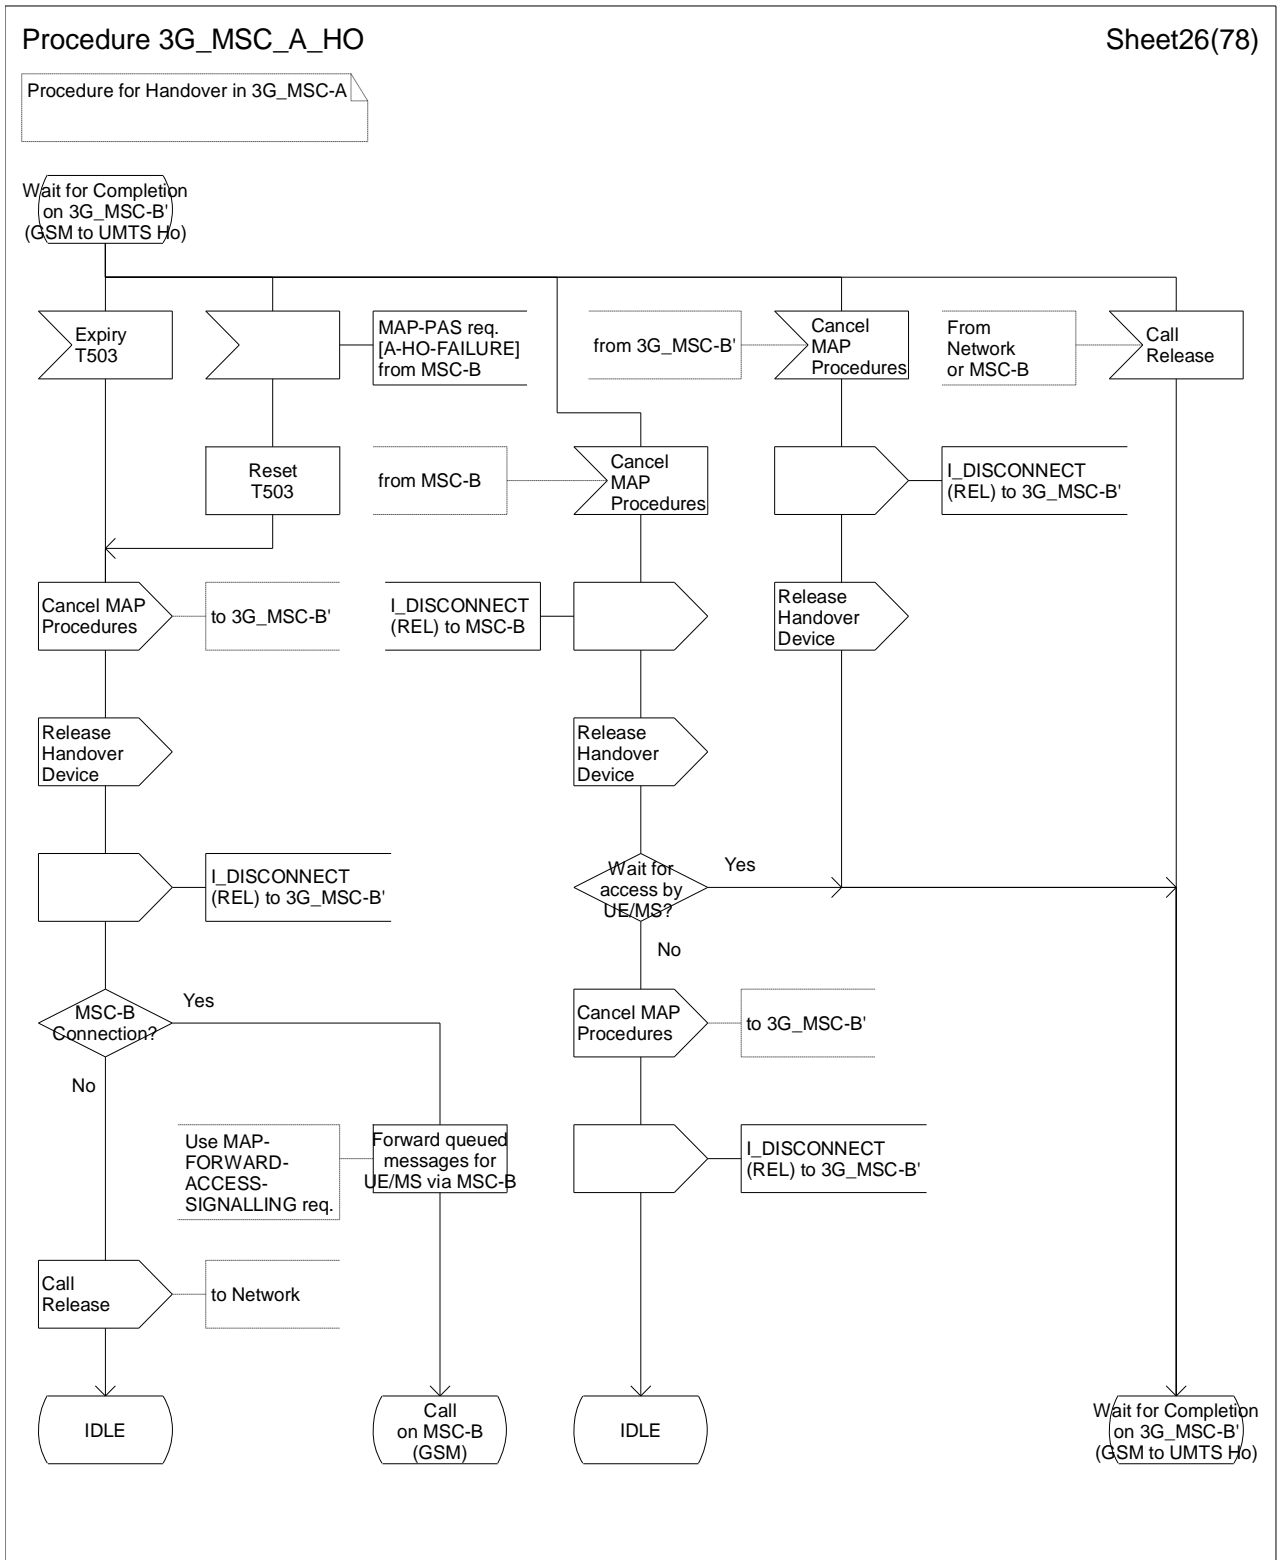 Procedure 3G_MSC_A_HO
Sheet26(78)
Procedure for Handover in 3G_MSC-A
Wait for Completion
on 3G_MSC-B'
(GSM to UMTS Ho)
Expiry
T503
MAP-PAS req.
[A-HO-FAILURE]
from MSC-B
from 3G_MSC-B'
Cancel
MAP
Procedures
From
Network
or MSC-B
Call
Release
Reset
T503
from MSC-B
Cancel
MAP
Procedures
I_DISCONNECT
(REL) to 3G_MSC-B'
Cancel MAP
Procedures
to 3G_MSC-B'
I_DISCONNECT
(REL) to MSC-B
Release
Handover
Device
Release
Handover
Device
Release
Handover
Device
I_DISCONNECT
(REL) to 3G_MSC-B'
Wait for
access by
UE/MS?
Yes
No
MSC-B
Connection?
Yes
No
Cancel MAP
Procedures
to 3G_MSC-B'
Use MAP-
FORWARD-
ACCESS-
SIGNALLING req.
Forward queued
messages for
UE/MS via MSC-B
I_DISCONNECT
(REL) to 3G_MSC-B'
Call
Release
to Network
IDLE
Call
on MSC-B
(GSM)
IDLE
Wait for Completion
on 3G_MSC-B'
(GSM to UMTS Ho)